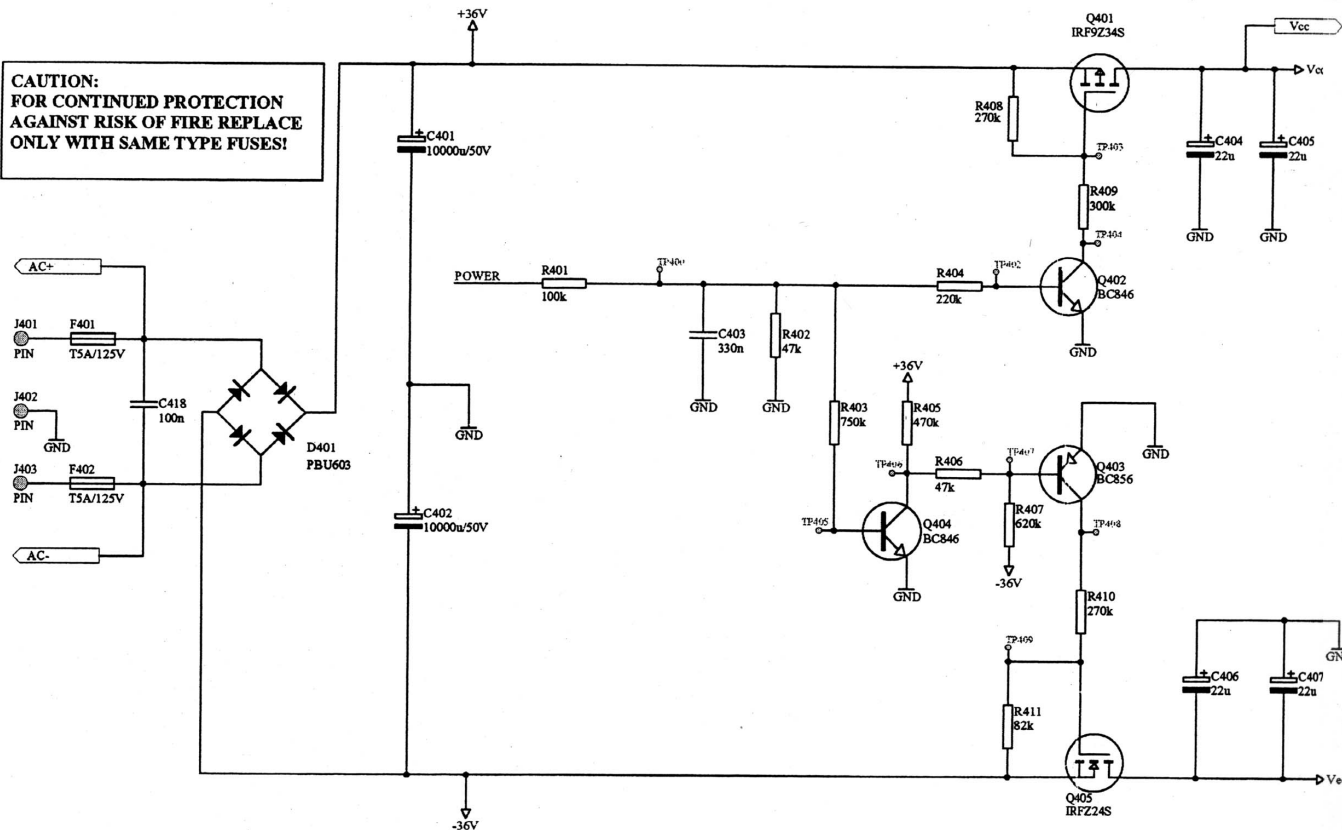 +36V
Q401
IRF9Z34S
Vcc
CAUTION:
FOR CONTINUED PROTECTION
AGAINST RISK OF FIRE REPLACE
ONLY WITH SAME TYPE FUSES!
C401
10000u/50V
R408
270k
TP403
Vcc
C404
22u
C405
22u
R409
300k
TP404
GND
GND
AC+
POWER
R401
100k
TP400
R404
220k
TP402
Q402
BC846
J401
PIN
F401
T5A/125V
C403
330n
R402
47k
GND
+36V
J402
PIN
GND
C418
100n
GND
GND
GND
R403
750k
R405
470k
D401
PBU603
GND
J403
PIN
F402
T5A/125V
TP406
R406
47k
TP407
Q403
BC856
C402
10000u/50V
TP405
Q404
BC846
R407
620k
TP408
AC-
-36V
GND
R410
270k
TP409
C406
22u
C407
22u
R411
82k
Q405
IRFZ24S
-36V